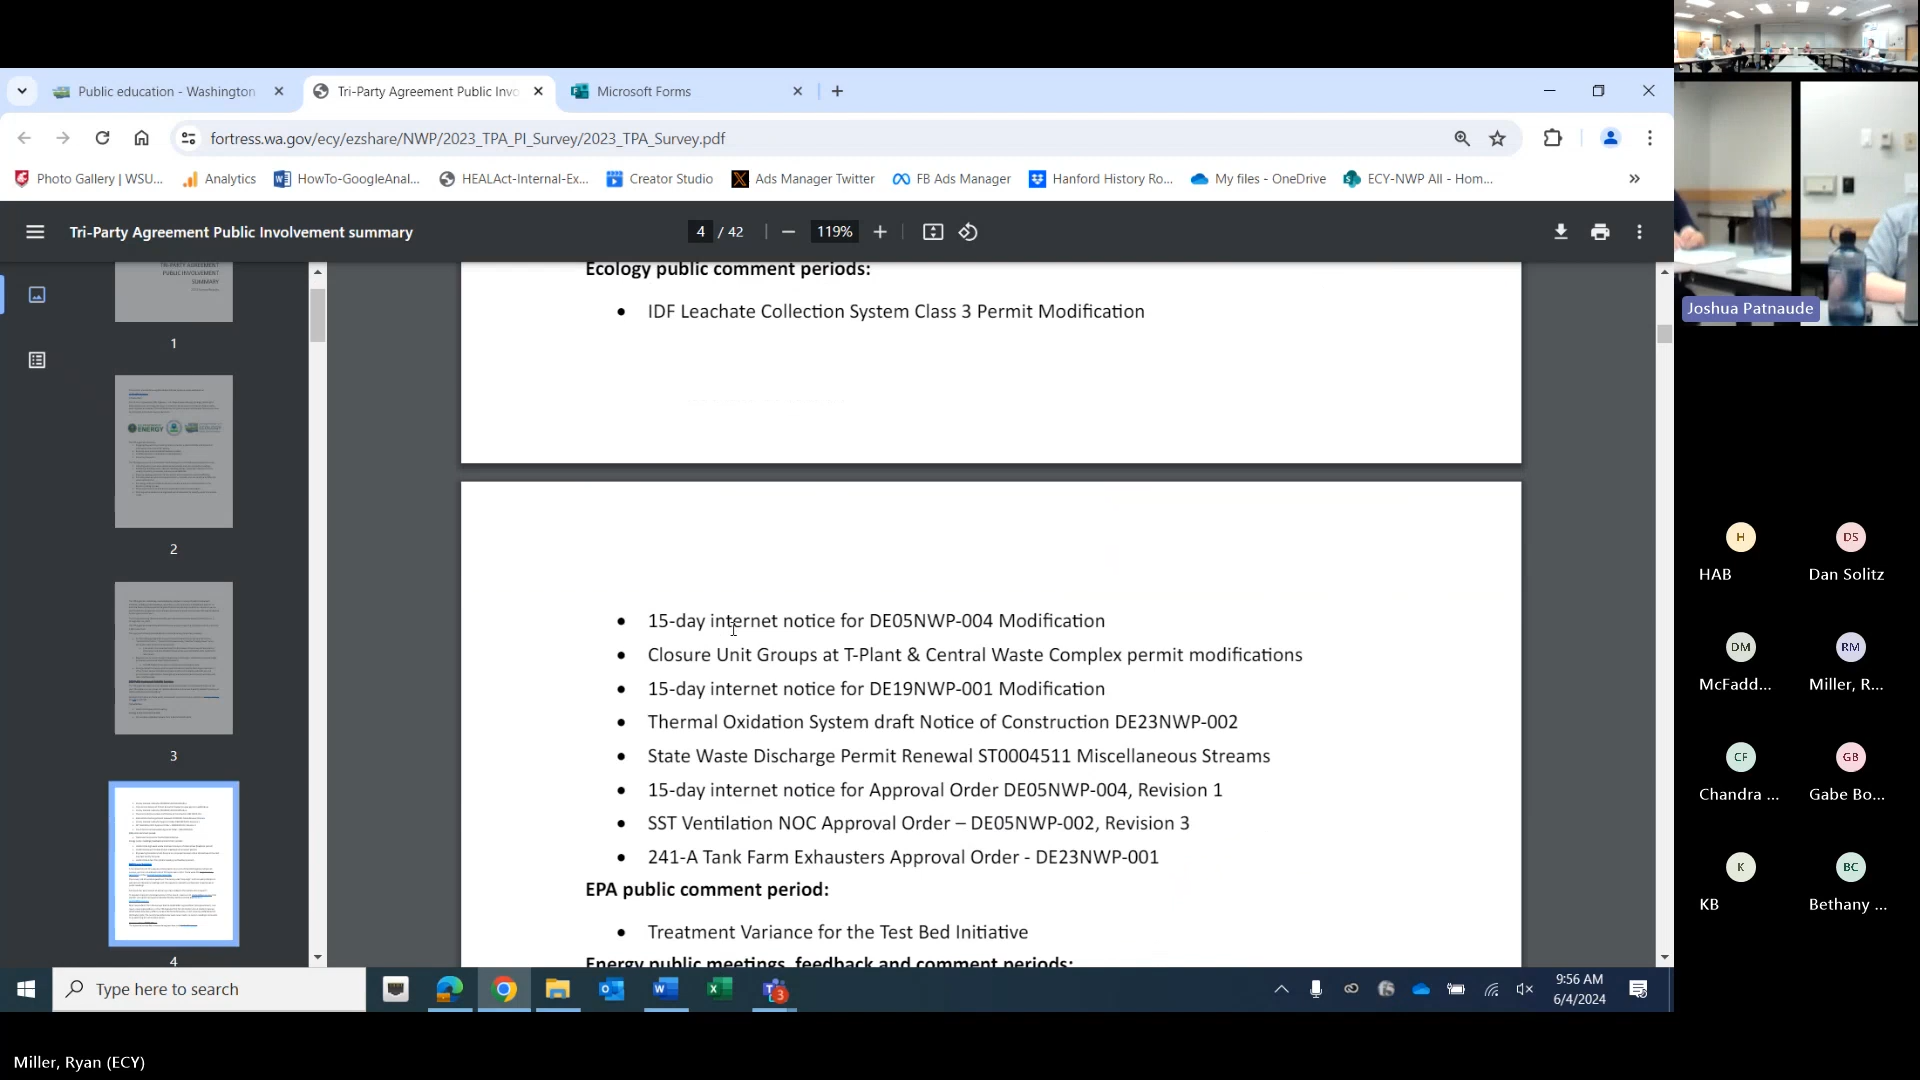 Public education - Washington
Tri-Party Agreement Public Invo
Microsoft Forms
fortress.wa.gov/ecy/ezshare/NWP/2023_TPA_PI_Survey/2023_TPA_Survey.pdf
Photo Gallery | WSU...
Analytics
HowTo-GoogleAnal...
HEALAct-Internal-Ex...
Creator Studio
Ads Manager Twitter
FB Ads Manager
Hanford History Ro...
My files - OneDrive
ECY-NWP All - Hom...
»
Tri-Party Agreement Public Involvement summary
4 / 42
119%
TRI-PARTY AGREEMENT
PUBLIC INVOLVEMENT
SUMMARY
1
ENERGY
2
3
4
Ecology public comment periods:
• IDF Leachate Collection System Class 3 Permit Modification
• 15-day internet notice for DE05NWP-004 Modification
• Closure Unit Groups at T-Plant & Central Waste Complex permit modifications
• 15-day internet notice for DE19NWP-001 Modification
• Thermal Oxidation System draft Notice of Construction DE23NWP-002
• State Waste Discharge Permit Renewal ST0004511 Miscellaneous Streams
• 15-day internet notice for Approval Order DE05NWP-004, Revision 1
• SST Ventilation NOC Approval Order – DE05NWP-002, Revision 3
• 241-A Tank Farm Exhausters Approval Order - DE23NWP-001
EPA public comment period:
• Treatment Variance for the Test Bed Initiative
Energy public meetings, feedback and comment periods:
Joshua Patnaude
H
HAB
DS
Dan Solitz
DM
McFadd...
RM
Miller, R...
CF
Chandra ...
GB
Gabe Bo...
K
KB
BC
Bethany ...
Type here to search
3
9:56 AM
6/4/2024
Miller, Ryan (ECY)